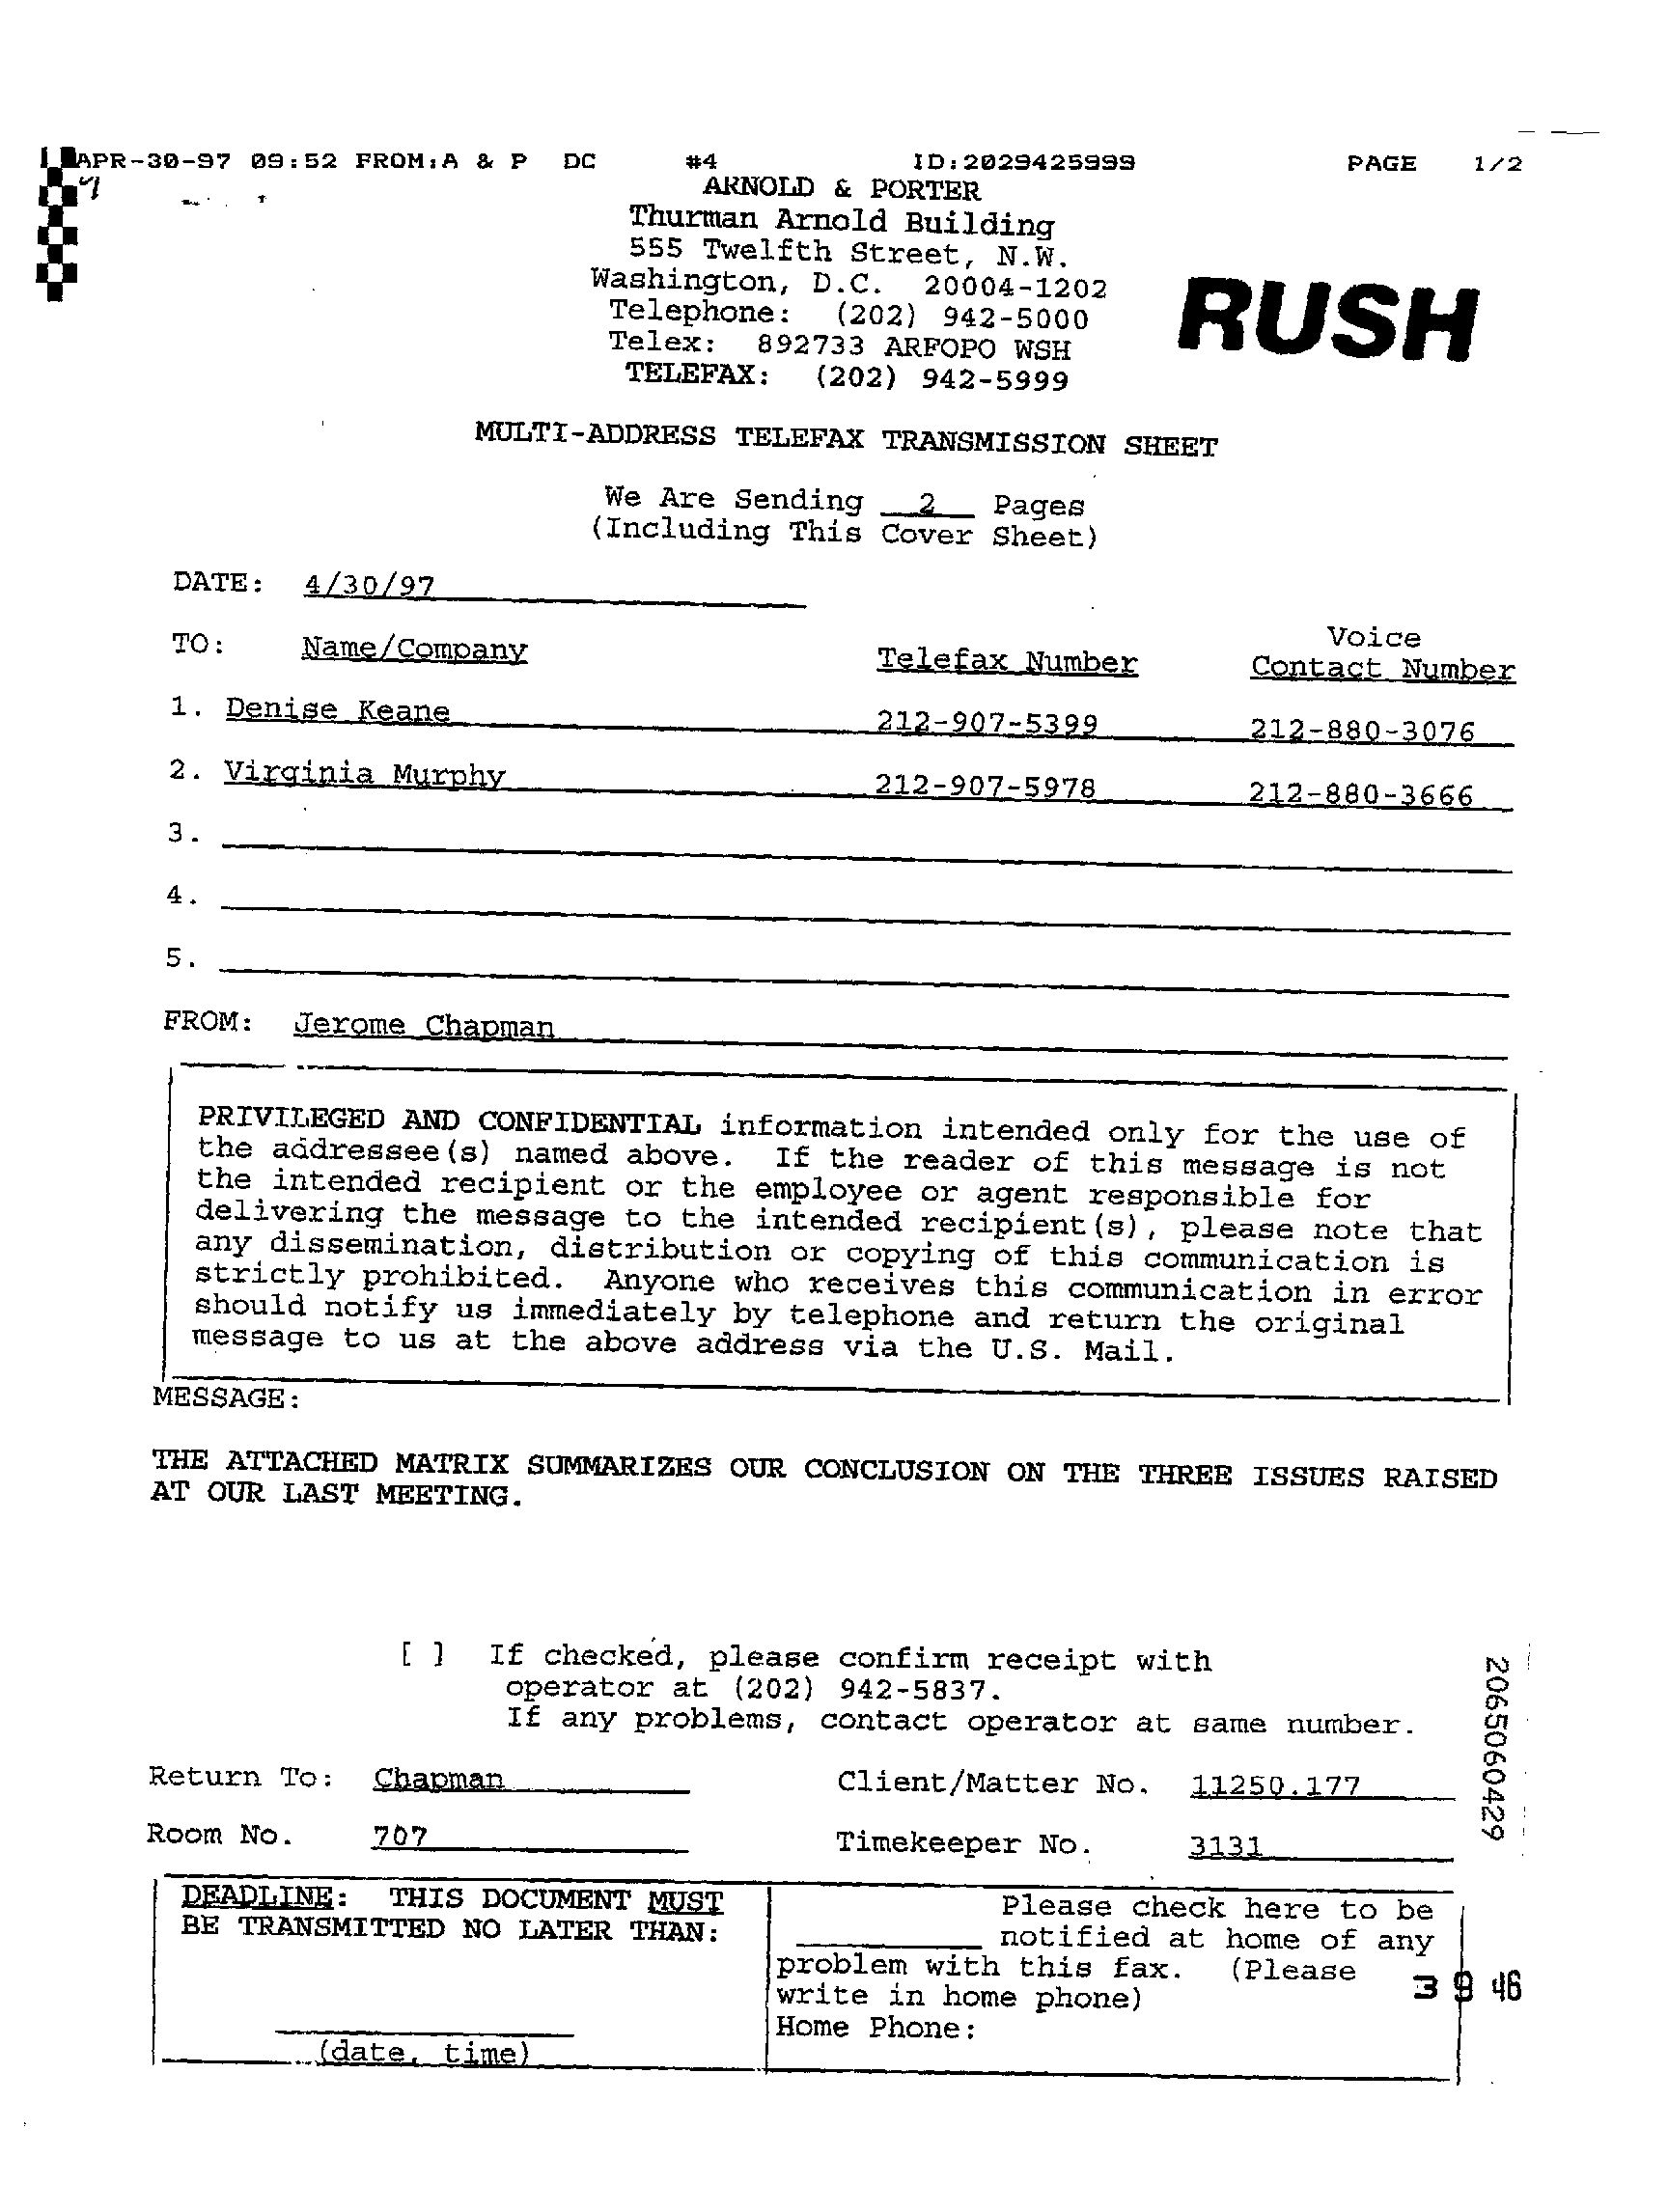 APR-30-97 09:52 FROM:A & P DC #4 ID:2029425999 PAGE 1/2
ARNOLD & PORTER
Thurman Arnold Building
555 Twelfth Street, N.W.
Washington, D.C. 20004-1202
Telephone: (202) 942-5000
Telex: 892733 ARFOPO WSH
TELEFAX: (202) 942-5999
RUSH
MULTI-ADDRESS TELEFAX TRANSMISSION SHEET
We Are Sending 2 Pages
(Including This Cover Sheet)
DATE: 4/30/97
TO: Name/Company Telefax Number Voice Contact Number
1. Denise Keane 212-907-5399 212-880-3076
2. Virginia Murphy 212-907-5978 212-880-3666
3.
4.
5.
FROM: Jerome Chapman
PRIVILEGED AND CONFIDENTIAL information intended only for the use of
the addressee(s) named above. If the reader of this message is not
the intended recipient or the employee or agent responsible for
delivering the message to the intended recipient(s), please note that
any dissemination, distribution or copying of this communication is
strictly prohibited. Anyone who receives this communication in error
should notify us immediately by telephone and return the original
message to us at the above address via the U.S. Mail.
MESSAGE:
THE ATTACHED MATRIX SUMMARIZES OUR CONCLUSION ON THE THREE ISSUES RAISED
AT OUR LAST MEETING.
[ ] If checked, please confirm receipt with
operator at (202) 942-5837.
If any problems, contact operator at same number.
2065060429
Return To: Chapman Client/Matter No. 11250.177
Room No. 707 Timekeeper No. 3131
DEADLINE: THIS DOCUMENT MUST
BE TRANSMITTED NO LATER THAN:
(date, time)
Please check here to be
notified at home of any
problem with this fax. (Please
write in home phone)
Home Phone:
3946